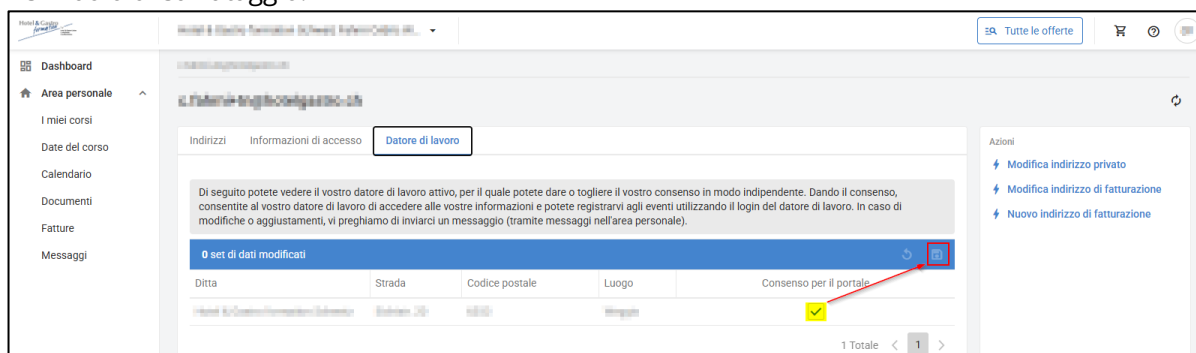 Hotel & Gastro
formation
Tutte le offerte
Dashboard
Area personale
I miei corsi
Date del corso
Calendario
Documenti
Fatture
Messaggi
Indirizzi Informazioni di accesso Datore di lavoro
Di seguito potete vedere il vostro datore di lavoro attivo, per il quale potete dare o togliere il vostro consenso in modo indipendente. Dando il consenso,
consentite al vostro datore di lavoro di accedere alle vostre informazioni e potete registrarvi agli eventi utilizzando il login del datore di lavoro. In caso di
modifiche o aggiustamenti, vi preghiamo di inviarci un messaggio (tramite messaggi nell'area personale).
0 set di dati modificati
Ditta Strada Codice postale Luogo Consenso per il portale
1 Totale < 1 >
Azioni
Modifica indirizzo privato
Modifica indirizzo di fatturazione
Nuovo indirizzo di fatturazione